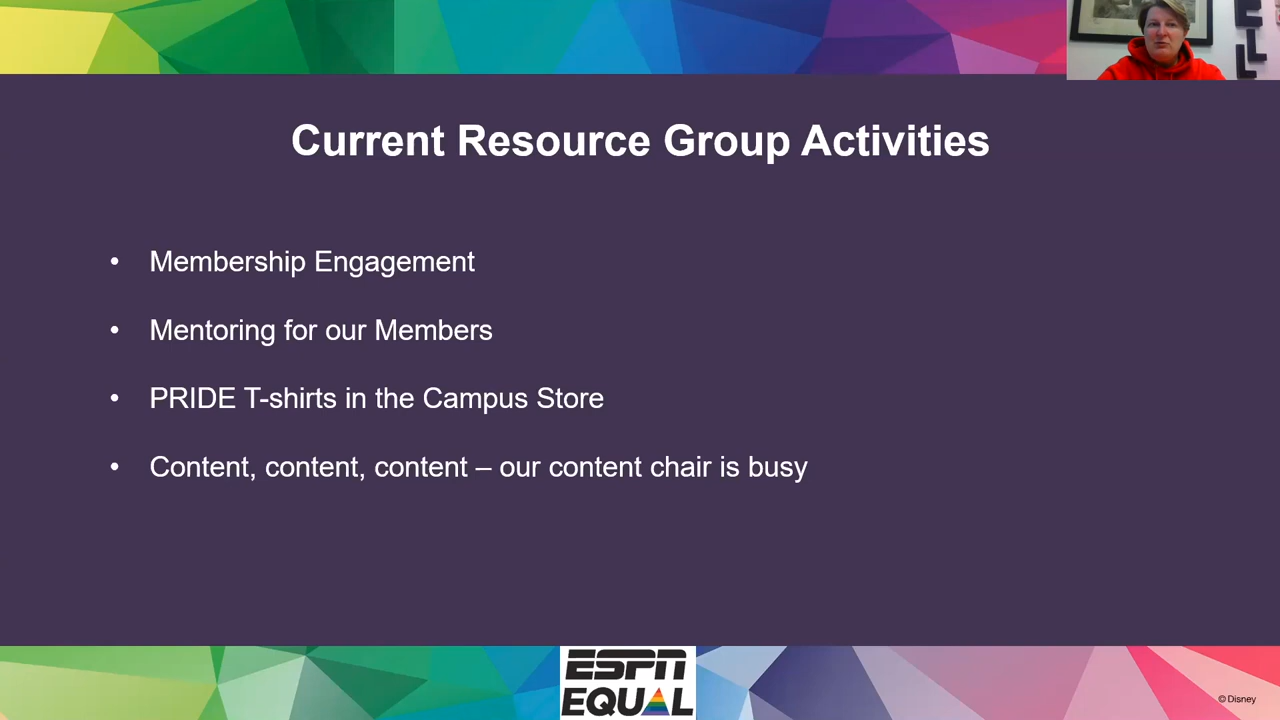 Current Resource Group Activities
• Membership Engagement
• Mentoring for our Members
• PRIDE T-shirts in the Campus Store
• Content, content, content – our content chair is busy
ESPN
EQUAL
© Disney